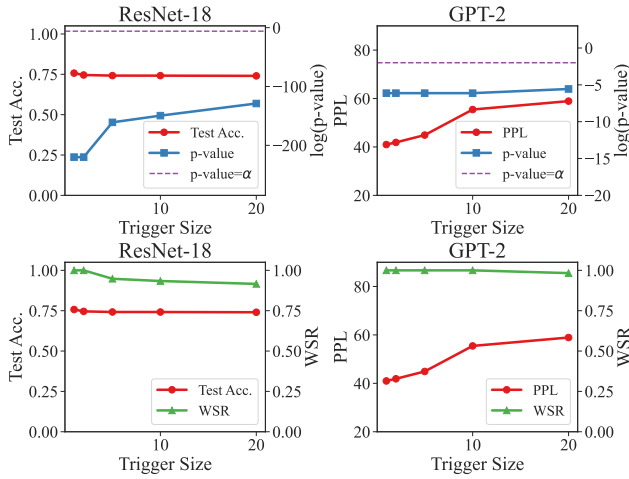 ResNet-18
1.00
0.75
0.50
0.25
0.00
Test Acc.
0
−100
−200
log(p-value)
Test Acc.
p-value
p-value=α
10
20
Trigger Size
GPT-2
80
60
40
20
PPL
0
−5
−10
−15
−20
log(p-value)
PPL
p-value
p-value=α
10
20
Trigger Size
ResNet-18
1.00
0.75
0.50
0.25
0.00
Test Acc.
1.00
0.75
0.50
0.25
0.00
WSR
Test Acc.
WSR
10
20
Trigger Size
GPT-2
80
60
40
20
PPL
1.00
0.75
0.50
0.25
0.00
WSR
PPL
WSR
10
20
Trigger Size